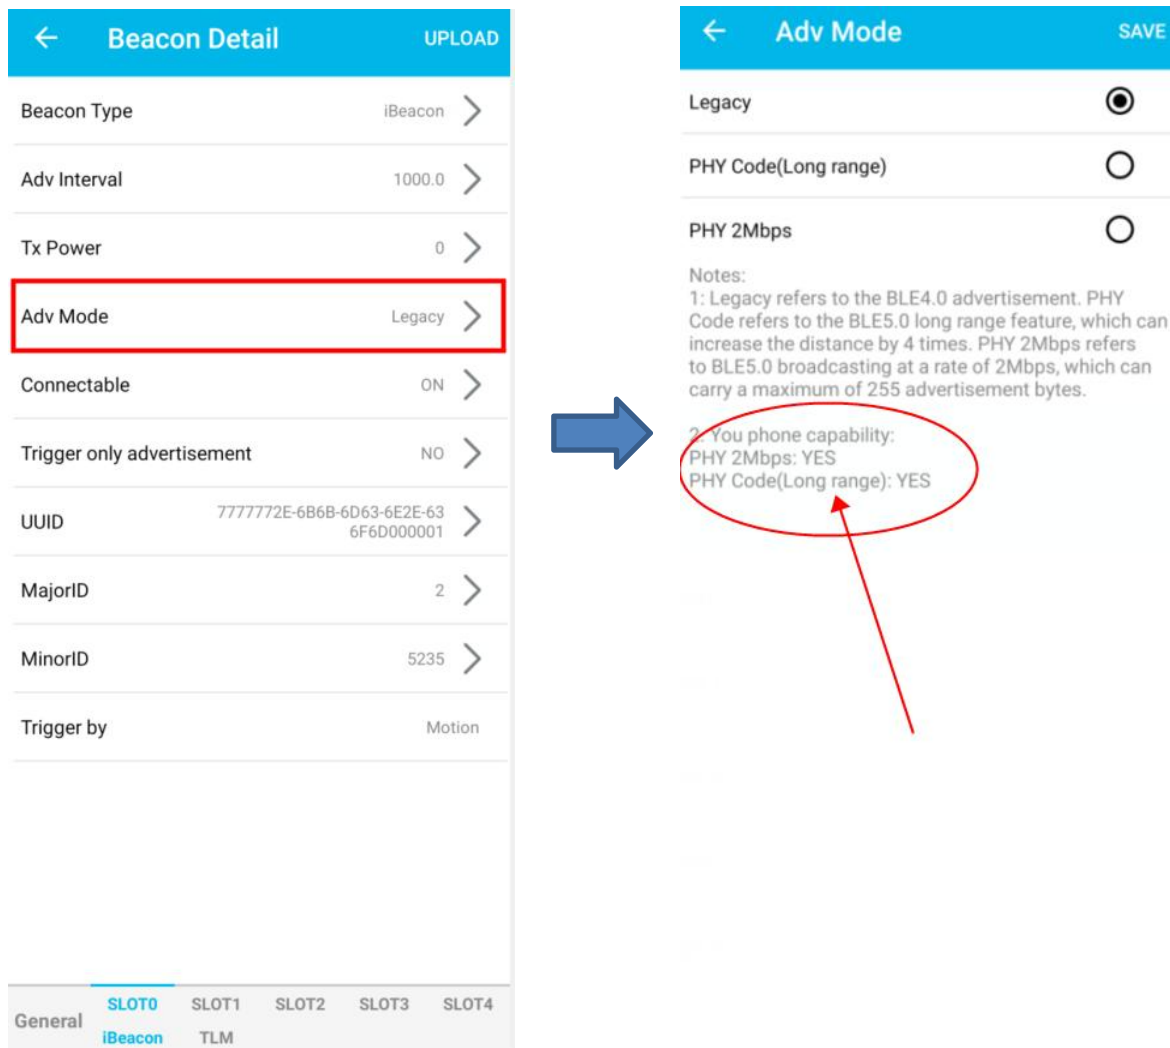 Beacon Detail UPLOAD
Beacon Type iBeacon
Adv Interval 1000.0
Tx Power 0
Adv Mode Legacy
Connectable ON
Trigger only advertisement NO
UUID 7777772E-6B6B-6D63-6E2E-63
6F6D000001
MajorID 2
MinorID 5235
Trigger by Motion
General SLOT0 SLOT1 SLOT2 SLOT3 SLOT4
iBeacon TLM
Adv Mode SAVE
Legacy
PHY Code(Long range)
PHY 2Mbps
Notes:
1: Legacy refers to the BLE4.0 advertisement. PHY
Code refers to the BLE5.0 long range feature, which can
increase the distance by 4 times. PHY 2Mbps refers
to BLE5.0 broadcasting at a rate of 2Mbps, which can
carry a maximum of 255 advertisement bytes.
2: You phone capability:
PHY 2Mbps: YES
PHY Code(Long range): YES